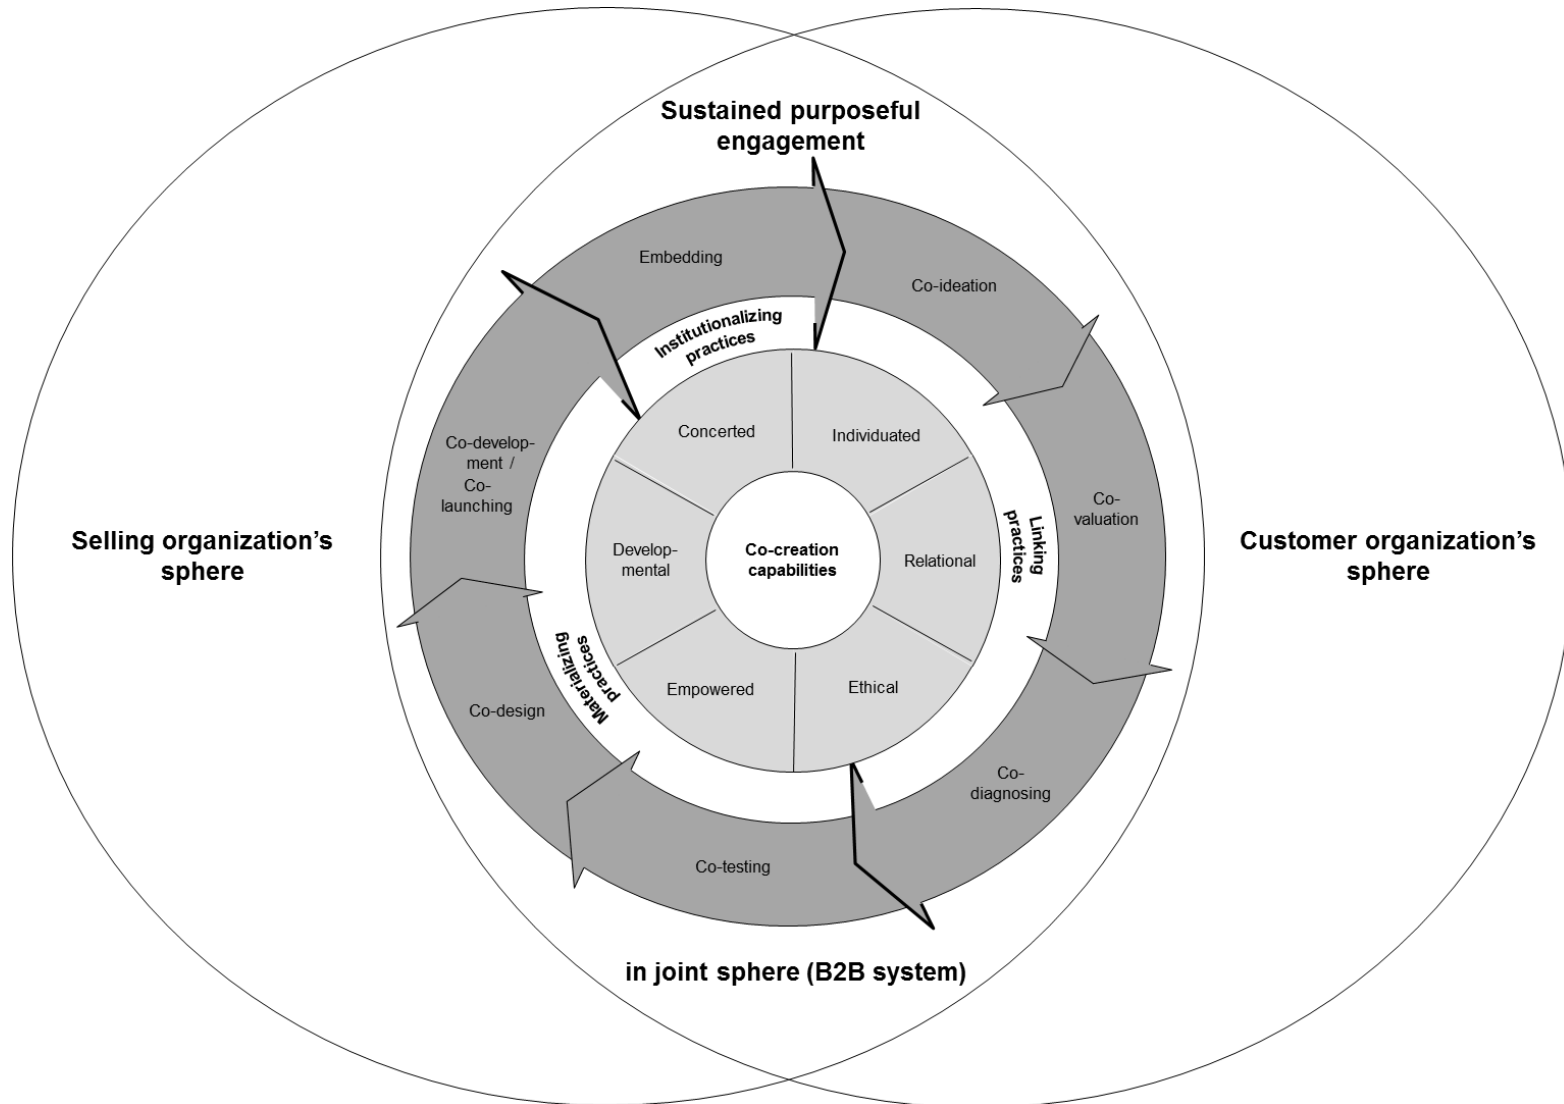 Sustained purposeful
engagement
Embedding
Co-ideation
Institutionalizing
practices
Concerted
Individuated
Co-develop-
ment /
Co-
launching
Co-
valuation
Linking
practices
Selling organization's
sphere
Develop-
mental
Co-creation
capabilities
Relational
Customer organization's
sphere
Materializing
practices
Empowered
Ethical
Co-design
Co-
diagnosing
Co-testing
in joint sphere (B2B system)